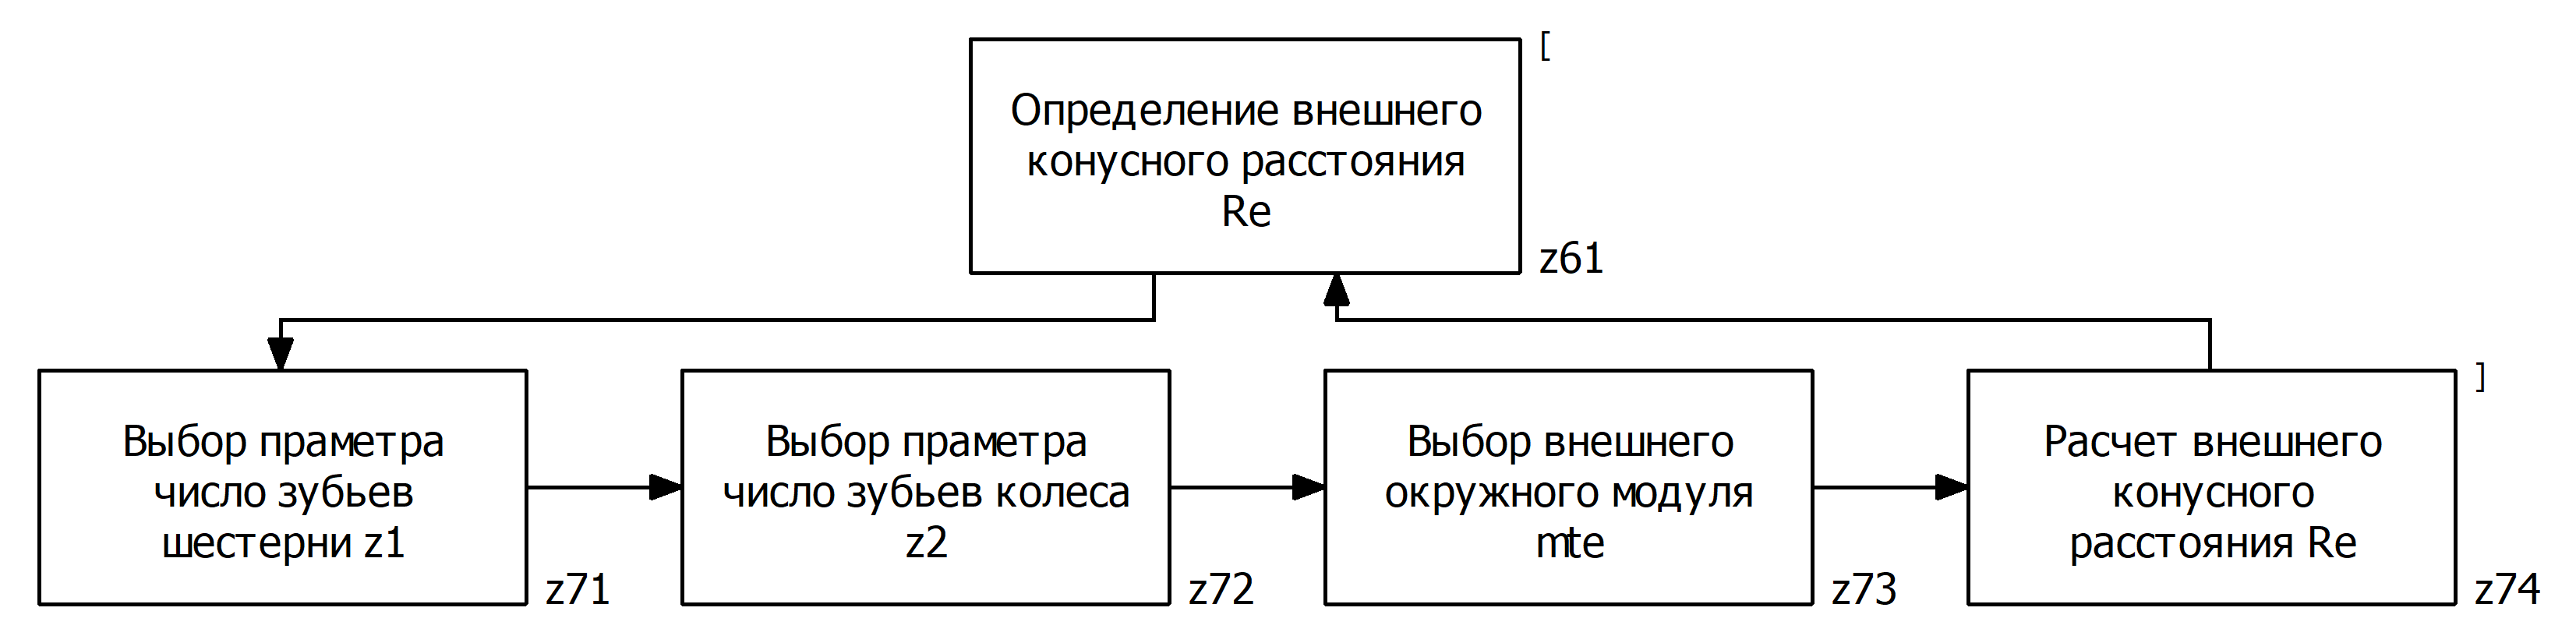 [
Определение внешнего
конусного расстояния
Re
z61
Выбор праметра
число зубьев
шестерни z1
z71
Выбор праметра
число зубьев колеса
z2
z72
Выбор внешнего
окружного модуля
mte
z73
]
Расчет внешнего
конусного
расстояния Re
z74